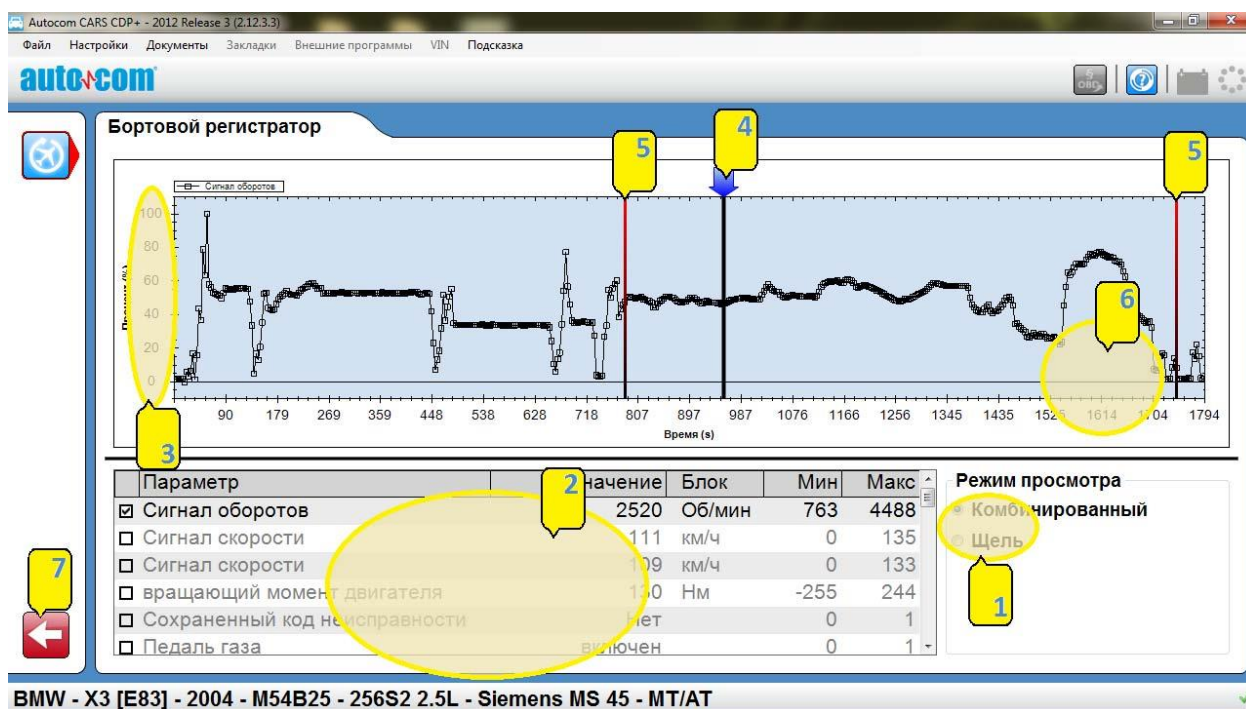 Autocom CARS CDP+ - 2012 Release 3 (2.12.3.3)
Файл Настройки Документы Закладки Внешние программы VIN Подсказка
autocom
OBD
Бортовой регистратор
4
5
5
Сигнал оборотов
100
80
60
40
20
0
6
90 179 269 359 448 538 628 718 807 897 987 1076 1166 1256 1345 1435 1525 1614 1704 1794
Время (s)
3
Параметр 2 Блок Мин Макс
Сигнал оборотов 2520 Об/мин 763 4488
Сигнал скорости 111 км/ч 0 135
Сигнал скорости 109 км/ч 0 133
вращающий момент двигателя 130 Нм -255 244
Сохраненный код неисправности Нет 0 1
Педаль газа включен 0 1
Режим просмотра
Комбинированный
Щель
1
7
BMW - X3 [E83] - 2004 - M54B25 - 256S2 2.5L - Siemens MS 45 - MT/AT